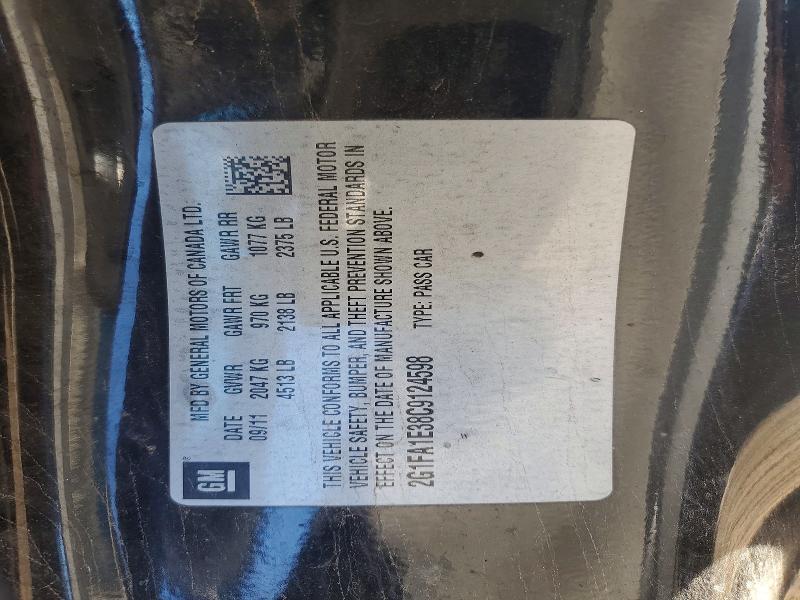 MFD BY GENERAL MOTORS OF CANADA LTD.
DATE GVWR GAWR FRT GAWR RR
09/11 2047 KG 970 KG 1077 KG
4513 LB 2138 LB 2375 LB
GM
THIS VEHICLE CONFORMS TO ALL APPLICABLE U.S. FEDERAL MOTOR
VEHICLE SAFETY, BUMPER, AND THEFT PREVENTION STANDARDS IN
EFFECT ON THE DATE OF MANUFACTURE SHOWN ABOVE.
2G1FA1E38C9124598 TYPE: PASS CAR